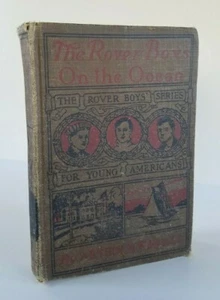 The Rover Boys
On the Ocean
THE ROVER BOYS SERIES
FOR YOUNG AMERICANS